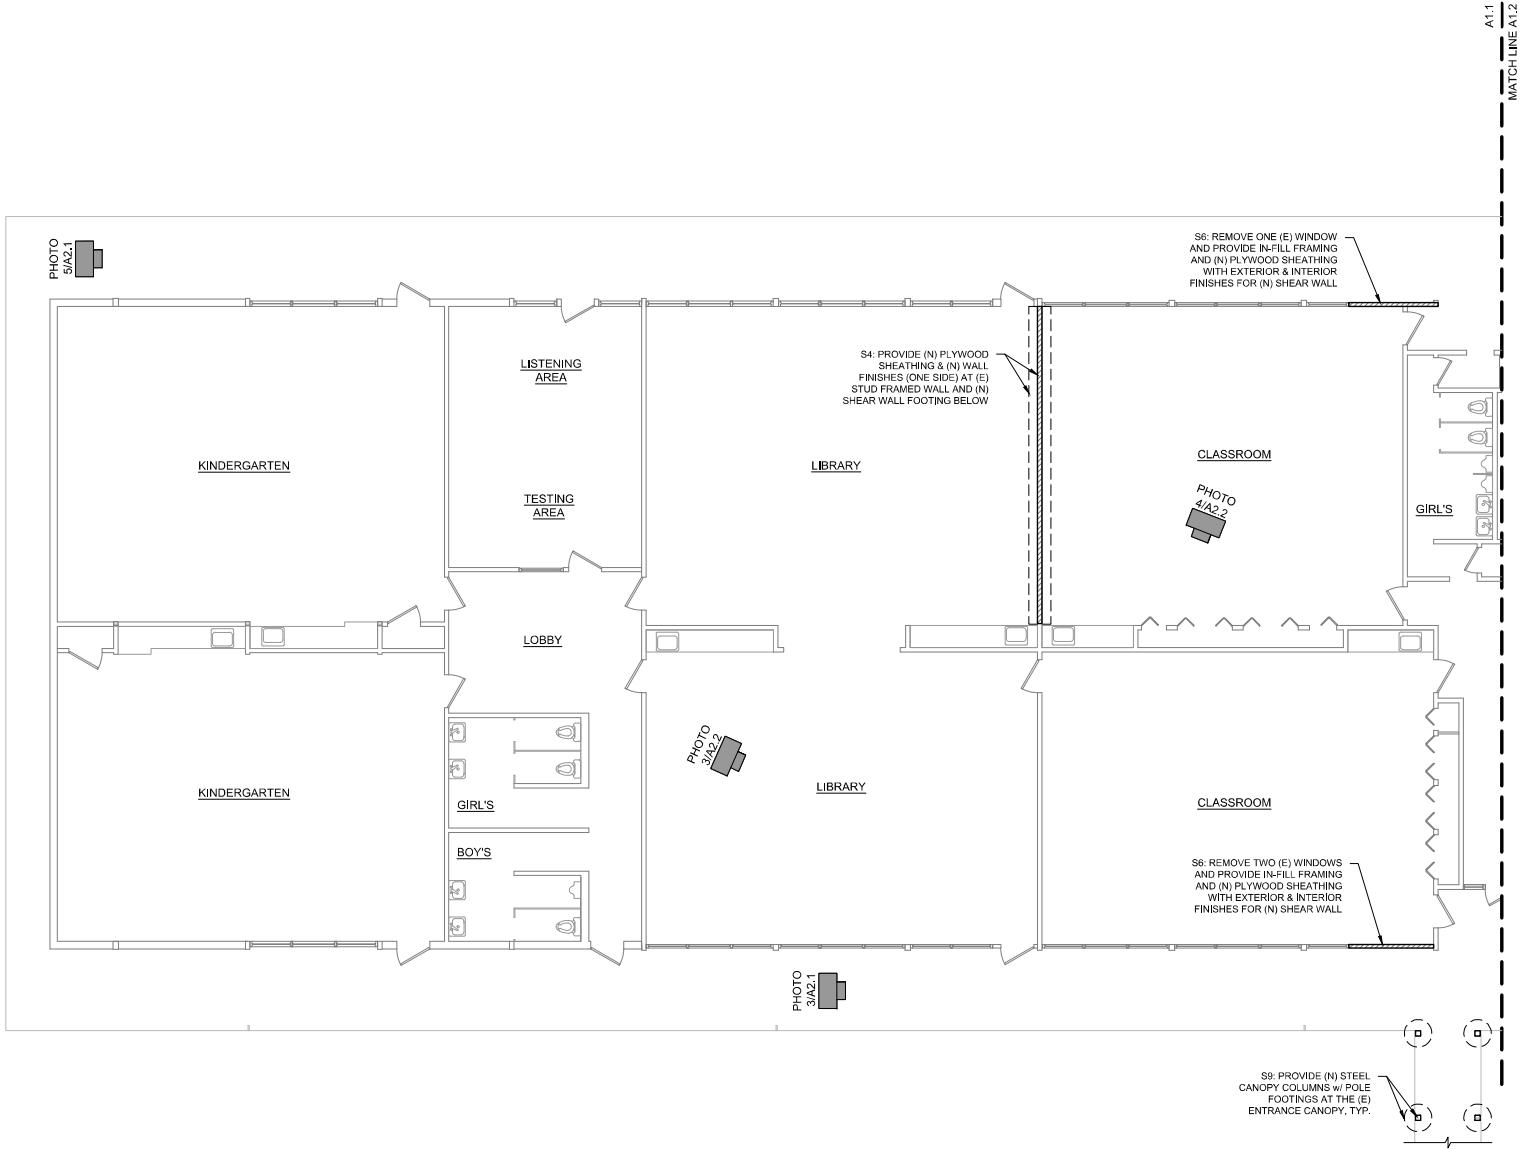 A1.1
MATCH LINE A1.2
PHOTO
5/A2.1
S6: REMOVE ONE (E) WINDOW
AND PROVIDE IN-FILL FRAMING
AND (N) PLYWOOD SHEATHING
WITH EXTERIOR & INTERIOR
FINISHES FOR (N) SHEAR WALL
S4: PROVIDE (N) PLYWOOD
SHEATHING & (N) WALL
FINISHES (ONE SIDE) AT (E)
STUD FRAMED WALL AND (N)
SHEAR WALL FOOTING BELOW
LISTENING
AREA
KINDERGARTEN
LIBRARY
CLASSROOM
TESTING
AREA
PHOTO
4/A2.2
GIRL'S
LOBBY
PHOTO
3/A2.2
KINDERGARTEN
LIBRARY
CLASSROOM
GIRL'S
BOY'S
S6: REMOVE TWO (E) WINDOWS
AND PROVIDE IN-FILL FRAMING
AND (N) PLYWOOD SHEATHING
WITH EXTERIOR & INTERIOR
FINISHES FOR (N) SHEAR WALL
PHOTO
3/A2.1
S9: PROVIDE (N) STEEL
CANOPY COLUMNS w/ POLE
FOOTINGS AT THE (E)
ENTRANCE CANOPY, TYP.